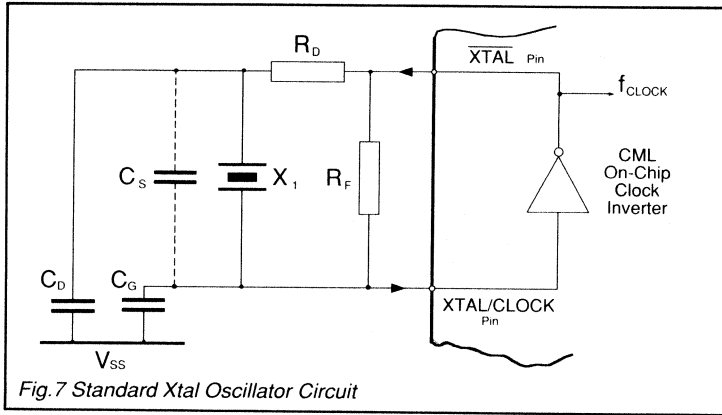 R_D
XTAL Pin
f_CLOCK
C_S
X_1
R_F
CML
On-Chip
Clock
Inverter
C_D
C_G
XTAL/CLOCK
Pin
V_SS
Fig.7 Standard Xtal Oscillator Circuit